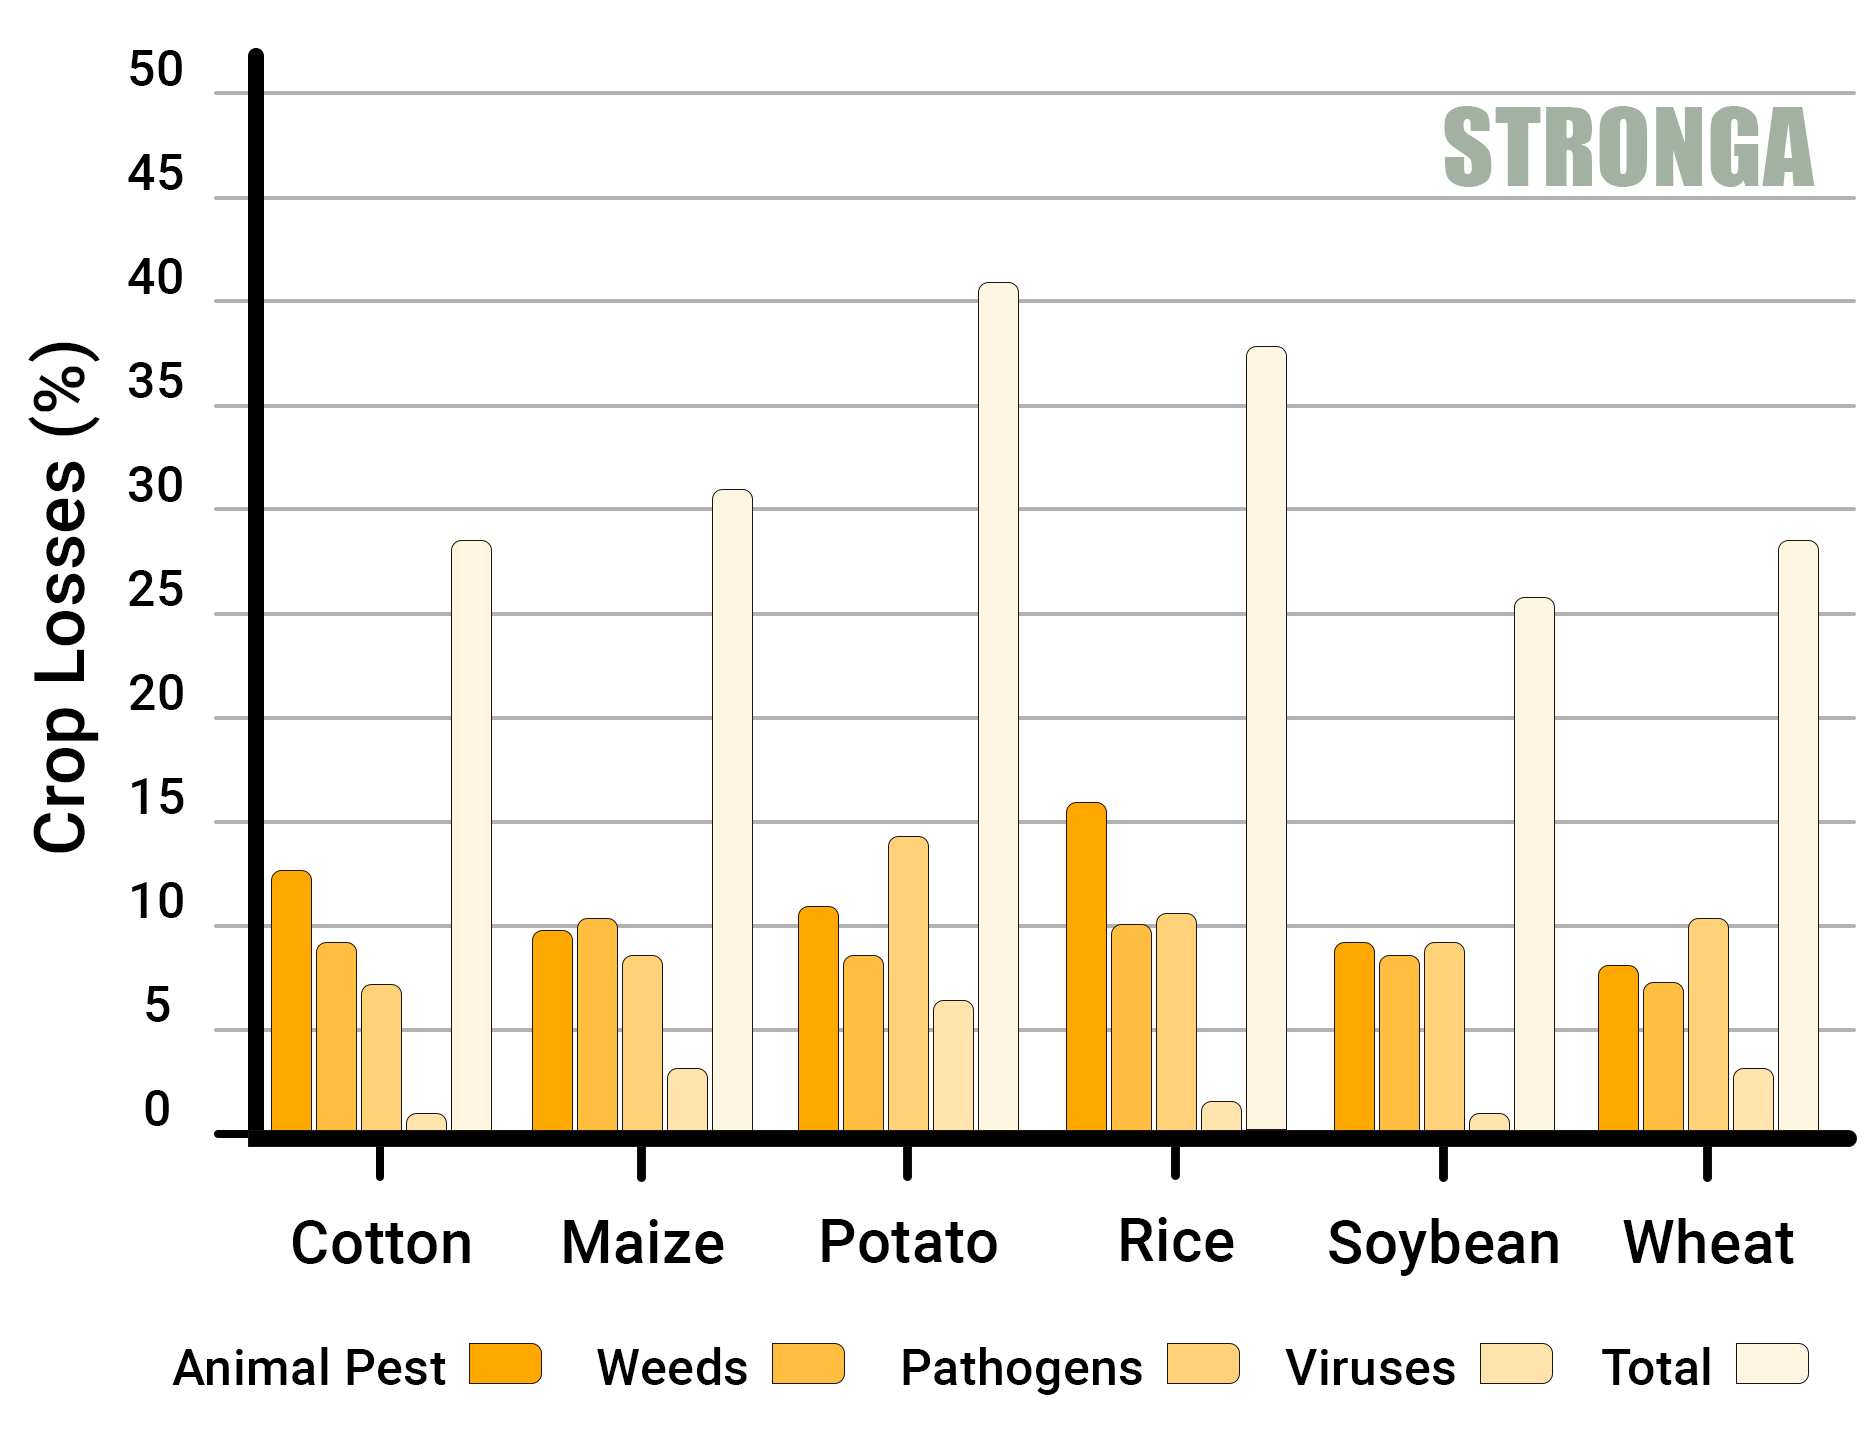 STRONGA
Crop Losses (%)
50
45
40
35
30
25
20
15
10
5
0
Cotton Maize Potato Rice Soybean Wheat
Animal Pest Weeds Pathogens Viruses Total